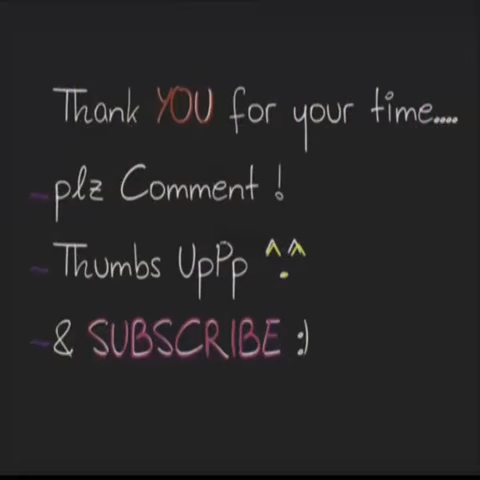 Thank YOU for your time....
~plz Comment !
~Thumbs UpPp ^.^
~& SUBSCRIBE :)